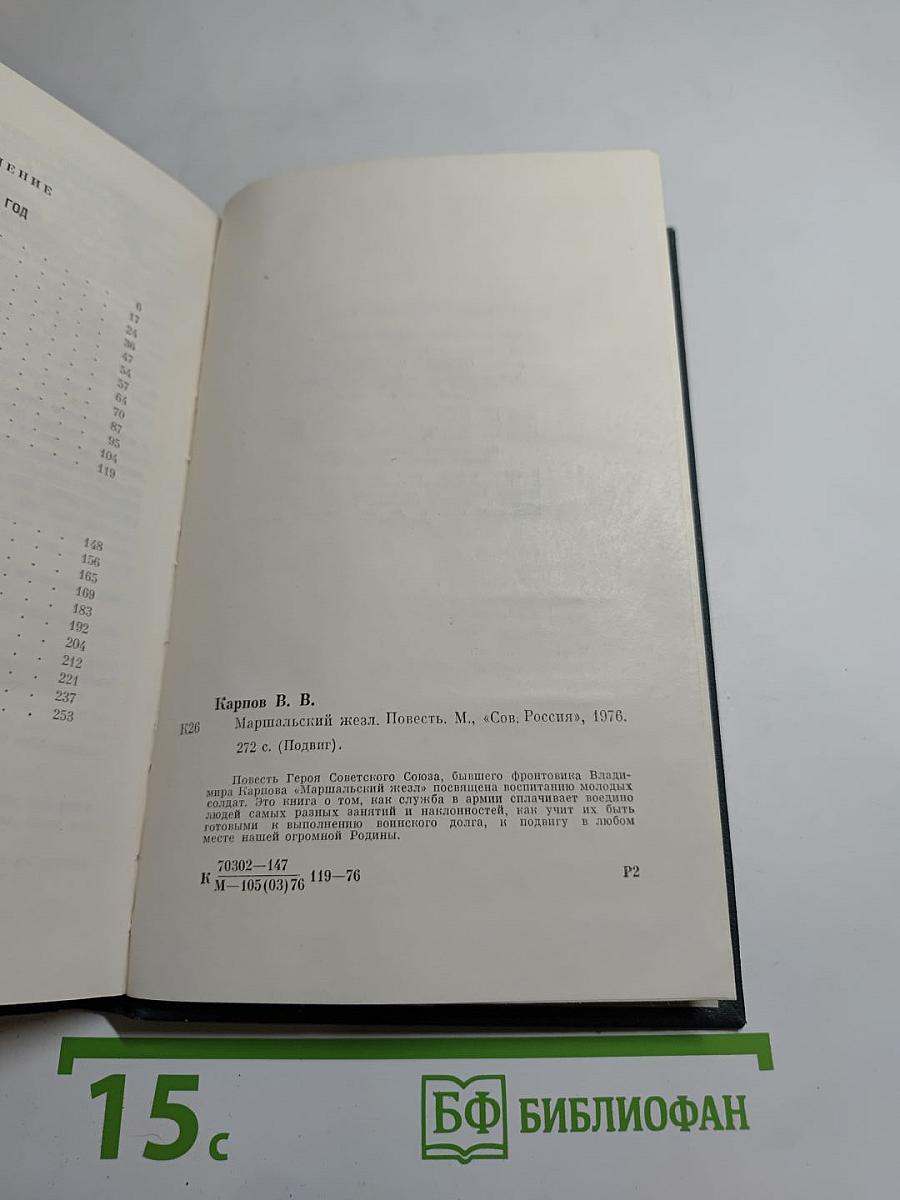 ГОД
6
17
24
36
47
54
57
64
70
87
95
104
119
148
156
165
169
183
192
204
212
221
237
253
Карпов В. В.
К26 Маршальский жезл. Повесть. М., «Сов. Россия», 1976.
272 с. (Подвиг).
Повесть Героя Советского Союза, бывшего фронтовика Влади-
мира Карпова «Маршальский жезл» посвящена воспитанию молодых
солдат. Это книга о том, как служба в армии сплачивает воедино
людей самых разных занятий и наклонностей, как учит их быть
готовыми к выполнению воинского долга, к подвигу в любом
месте нашей огромной Родины.
70302—147
К М—105(03)76 119—76 Р2
15 с БФ БИБЛИОФАН